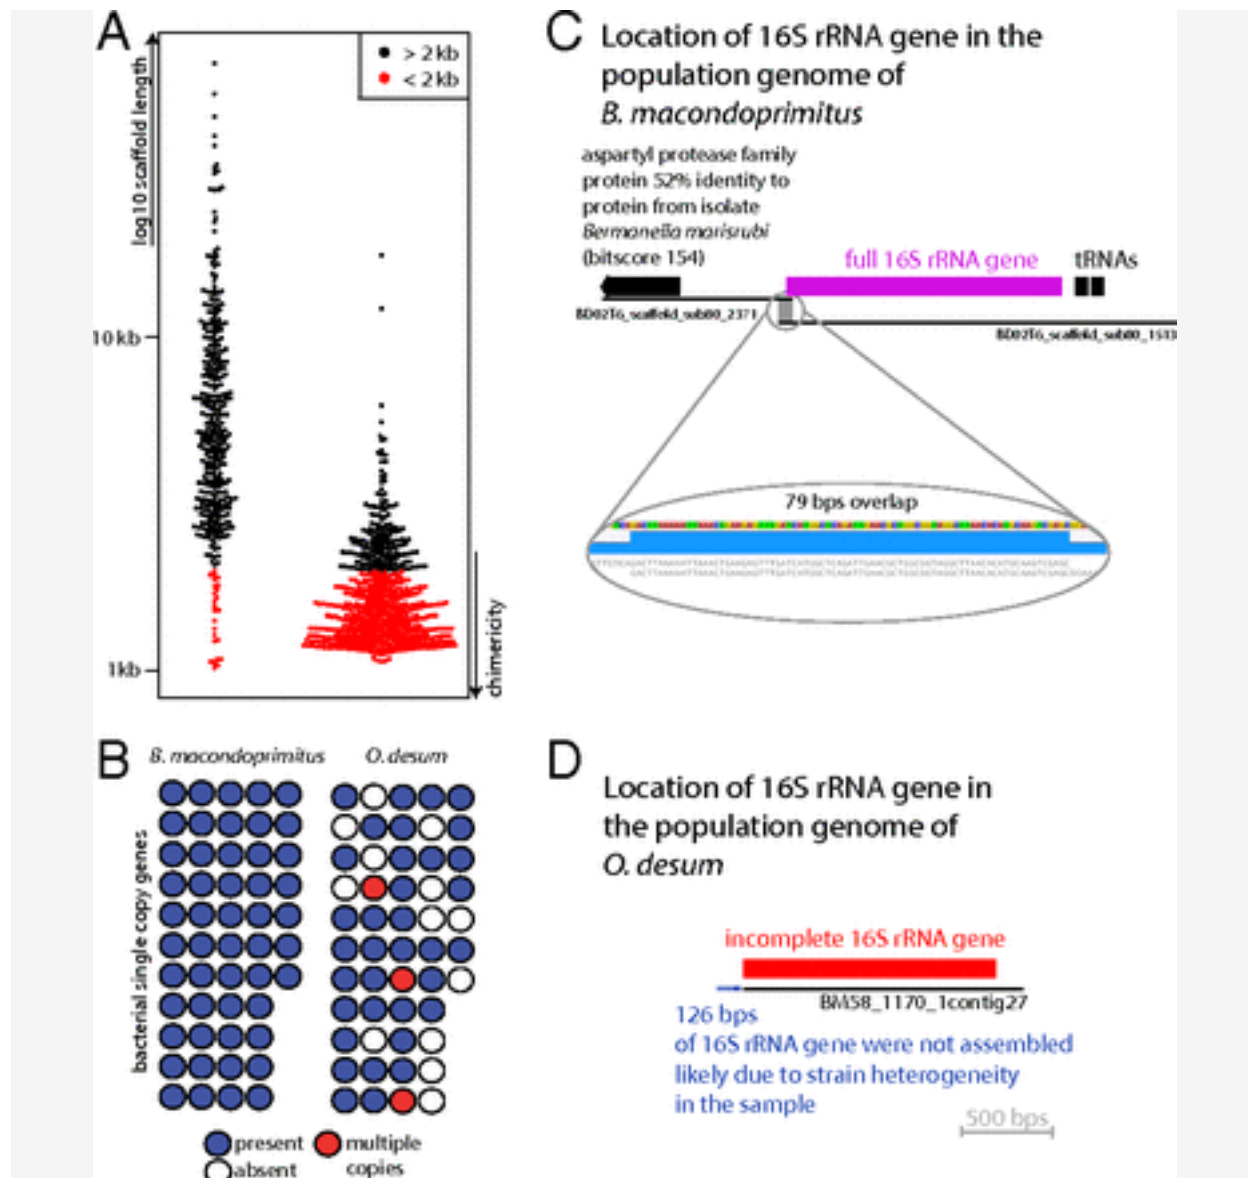 A
log10 scaffold length
> 2 kb
< 2 kb
10kb
1kb
chimericity
B
B. macondoprimitus
O. desum
bacterial single copy genes
present
multiple
copies
absent
C
Location of 16S rRNA gene in the
population genome of
B. macondoprimitus
aspartyl protease family
protein 52% identity to
protein from isolate
Bermanella marisrubi
(bitscore 154)
full 16S rRNA gene
tRNAs
BD02T6_scaffold_sub80_2371
BD02T6_scaffold_sub80_1513
79 bps overlap
D
Location of 16S rRNA gene in
the population genome of
O. desum
incomplete 16S rRNA gene
BM58_1170_1contig27
126 bps
of 16S rRNA gene were not assembled
likely due to strain heterogeneity
in the sample
500 bps